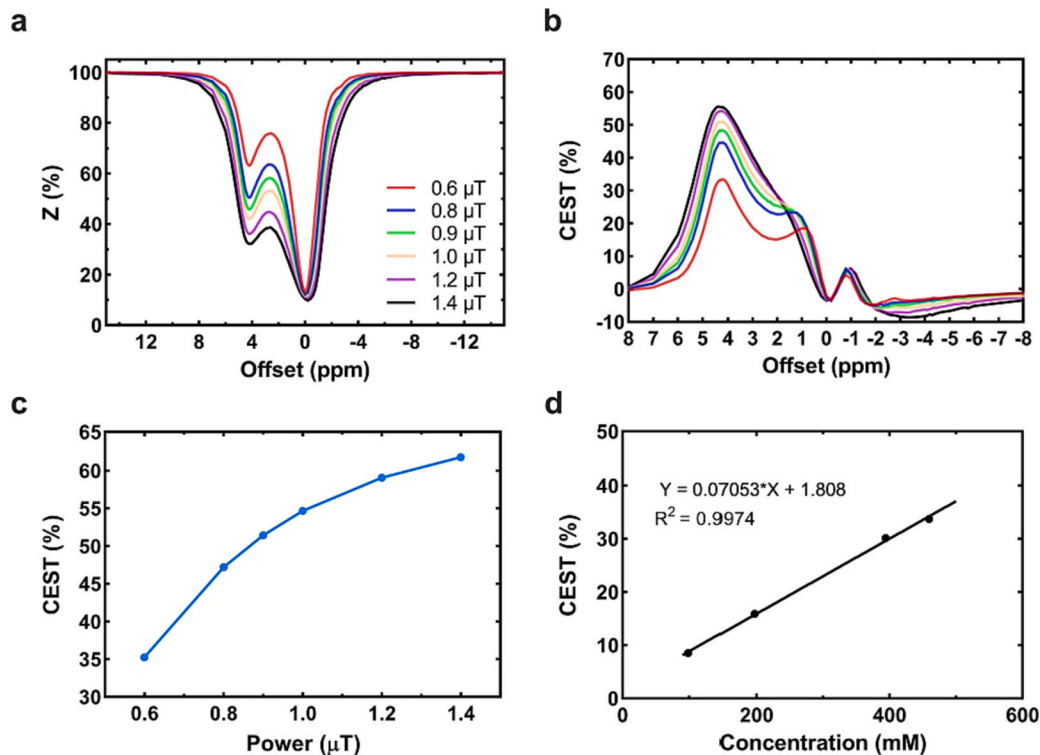 a
100
80
60
40
20
0
Z (%)
12 8 4 0 -4 -8 -12
Offset (ppm)
0.6 μT
0.8 μT
0.9 μT
1.0 μT
1.2 μT
1.4 μT
b
70
60
50
40
30
20
10
0
-10
CEST (%)
8 7 6 5 4 3 2 1 0 -1 -2 -3 -4 -5 -6 -7 -8
Offset (ppm)
c
65
60
55
50
45
40
35
30
CEST (%)
0.6 0.8 1.0 1.2 1.4
Power (μT)
d
50
40
30
20
10
0
CEST (%)
Y = 0.07053*X + 1.808
R² = 0.9974
0 200 400 600
Concentration (mM)